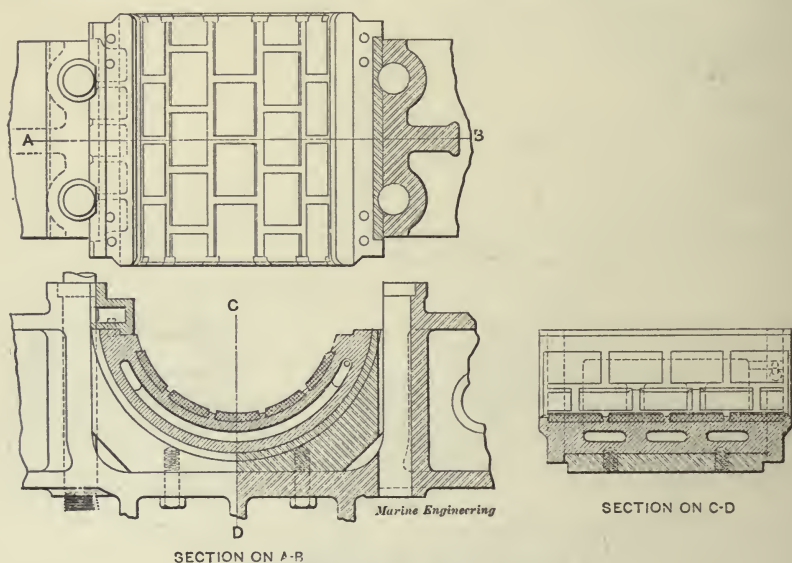 A
B
C
Marine Engineering
SECTION ON C-D
D
SECTION ON A-B